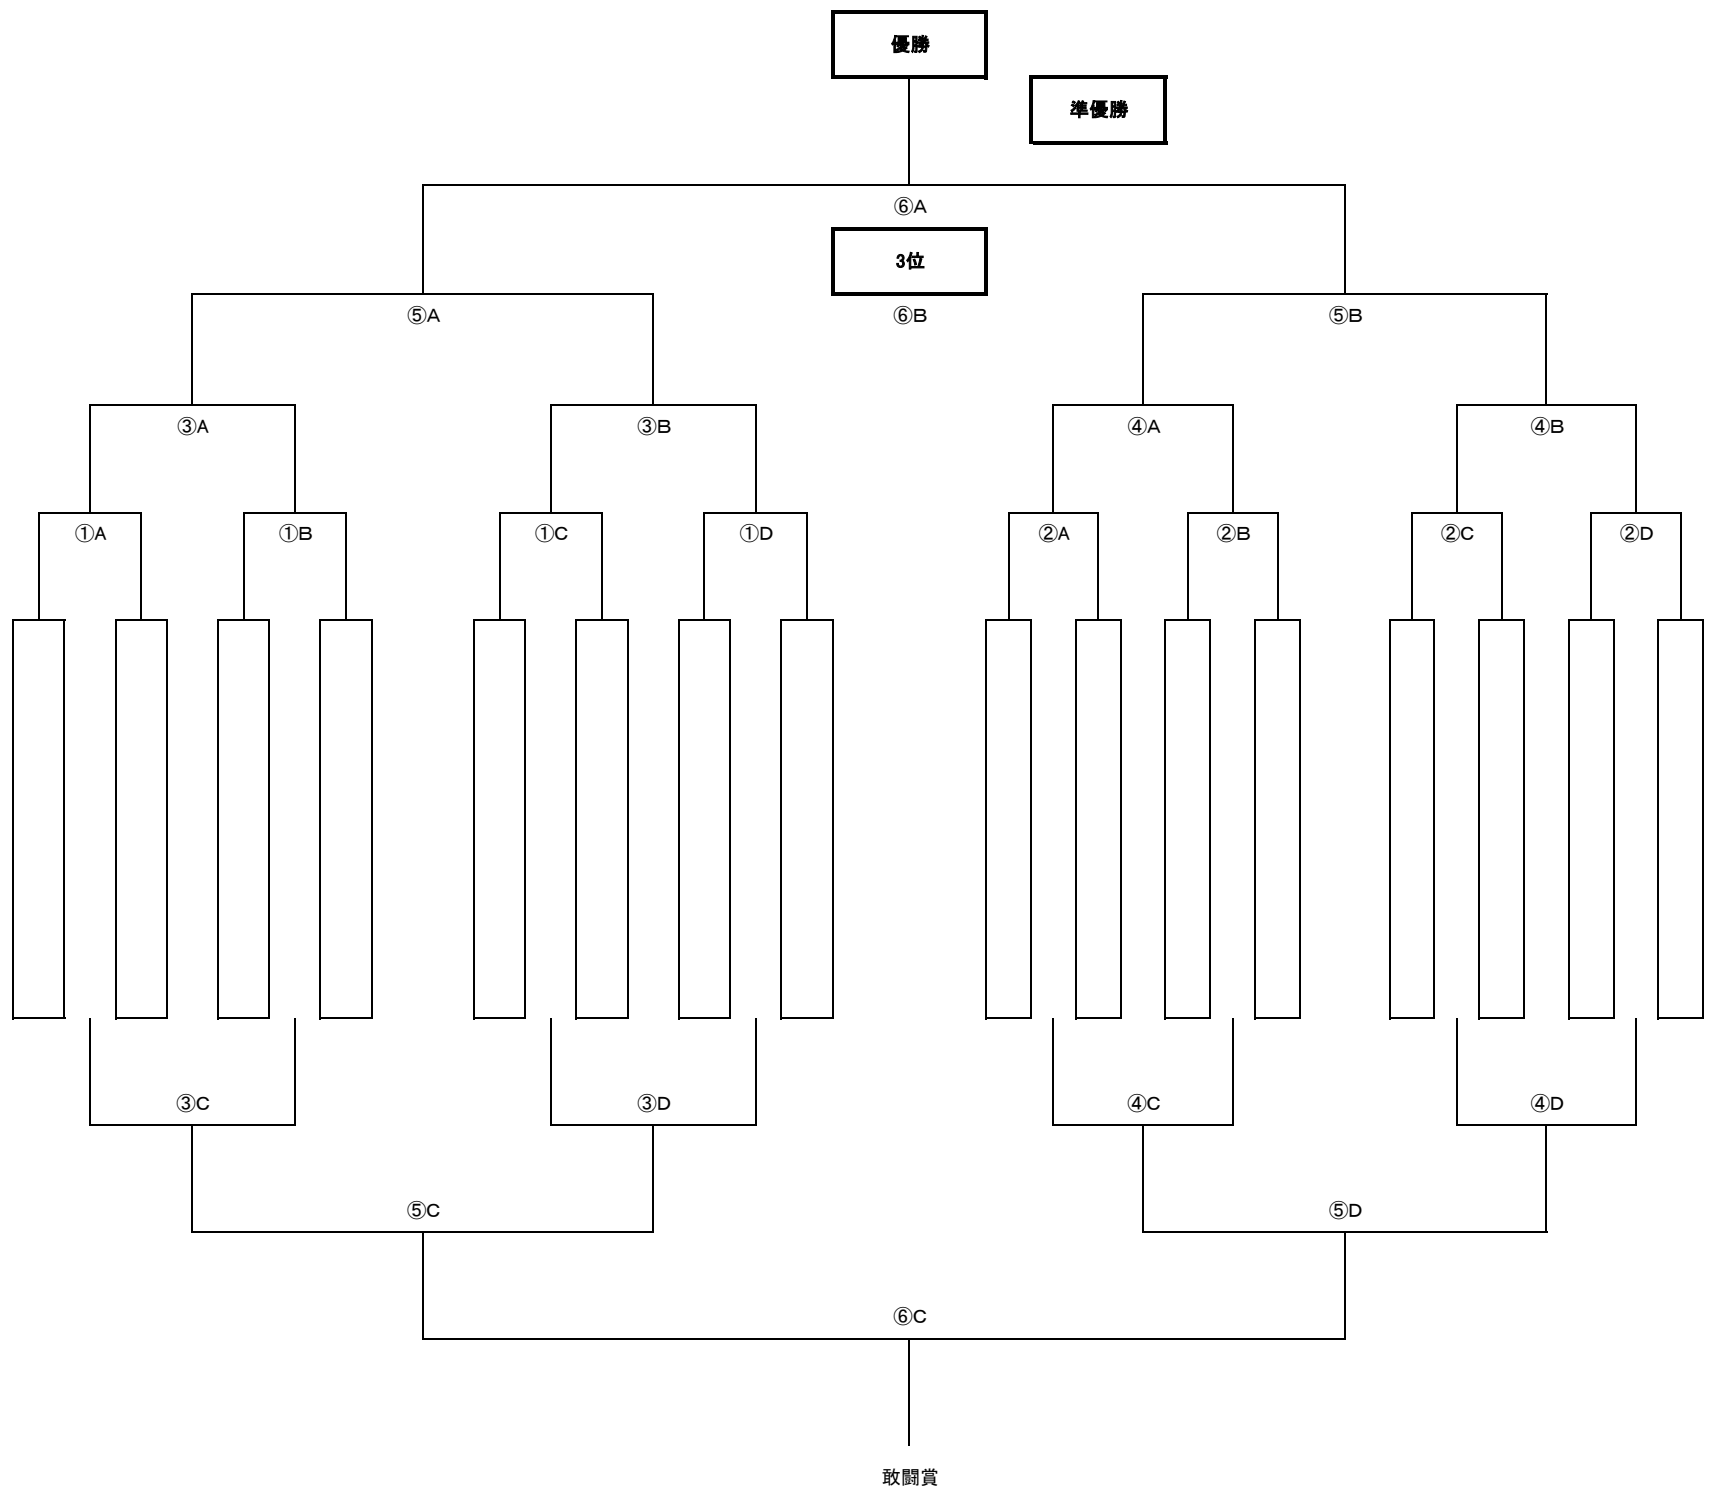 優勝
準優勝
⑥A
3位
⑤A ⑥B ⑤B
③A ③B ④A ④B
①A ①B ①C ①D ②A ②B ②C ②D
③C ③D ④C ④D
⑤C ⑤D
⑥C
敢闘賞